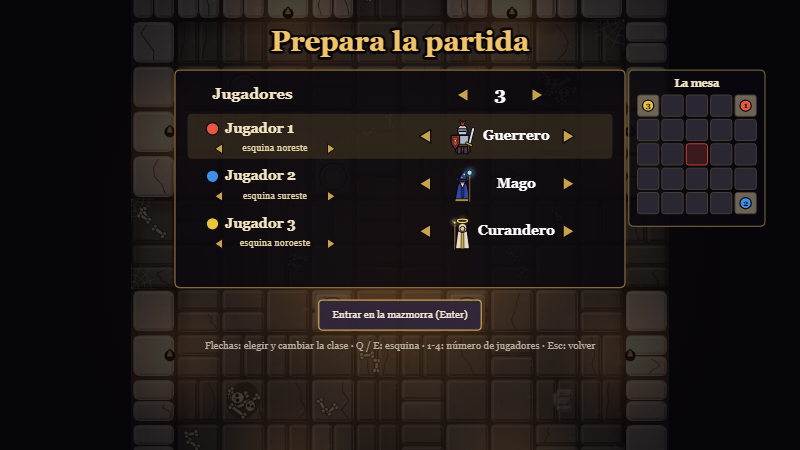 Prepara la partida
Jugadores
3
La mesa
3
1
2
Jugador 1
esquina noreste
Guerrero
Jugador 2
esquina sureste
Mago
Jugador 3
esquina noroeste
Curandero
Entrar en la mazmorra (Enter)
Flechas: elegir y cambiar la clase · Q / E: esquina · 1-4: número de jugadores · Esc: volver